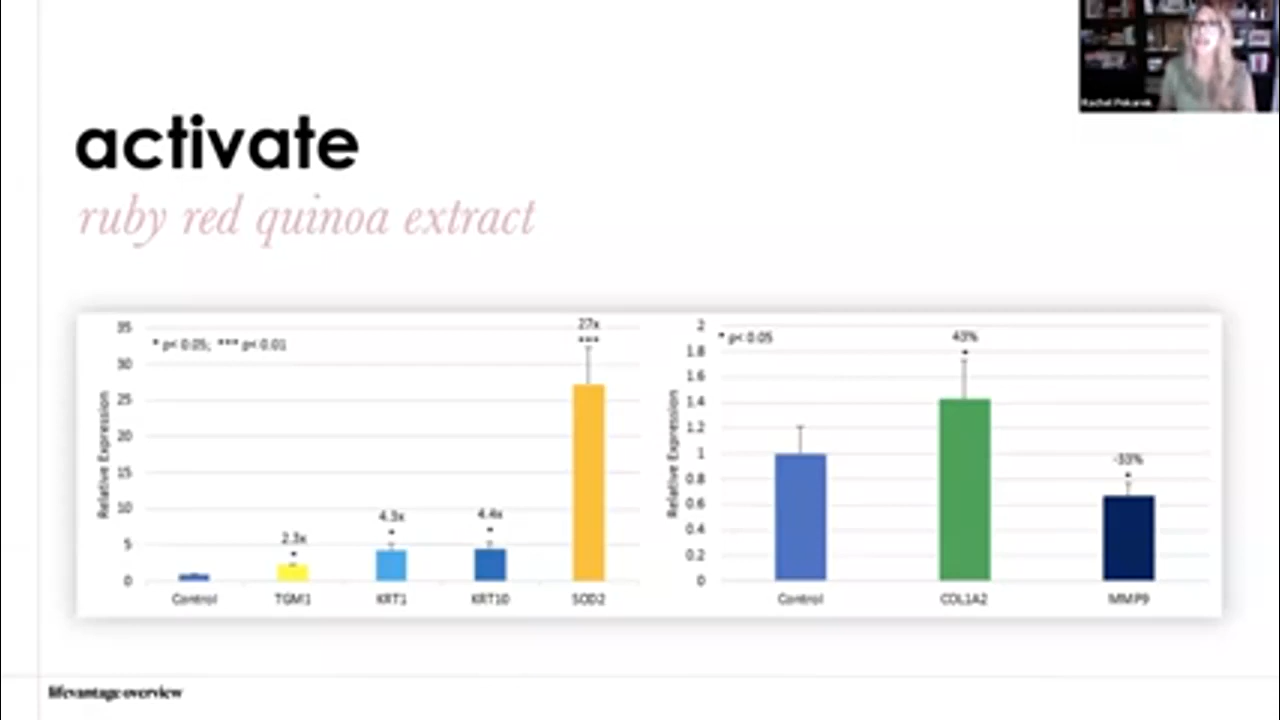 Rachel Pekarek
activate
ruby red quinoa extract
35
30
25
20
15
10
5
0
Relative Expression
* p< 0.05; *** p< 0.01
2.3x
*
4.3x
*
4.4x
*
27x
***
Control TGM1 KRT1 KRT10 SOD2
2
1.8
1.6
1.4
1.2
1
0.8
0.6
0.4
0.2
0
Relative Expression
* p< 0.05
43%
*
-33%
*
Control COL1A2 MMP9
lifevantage overview